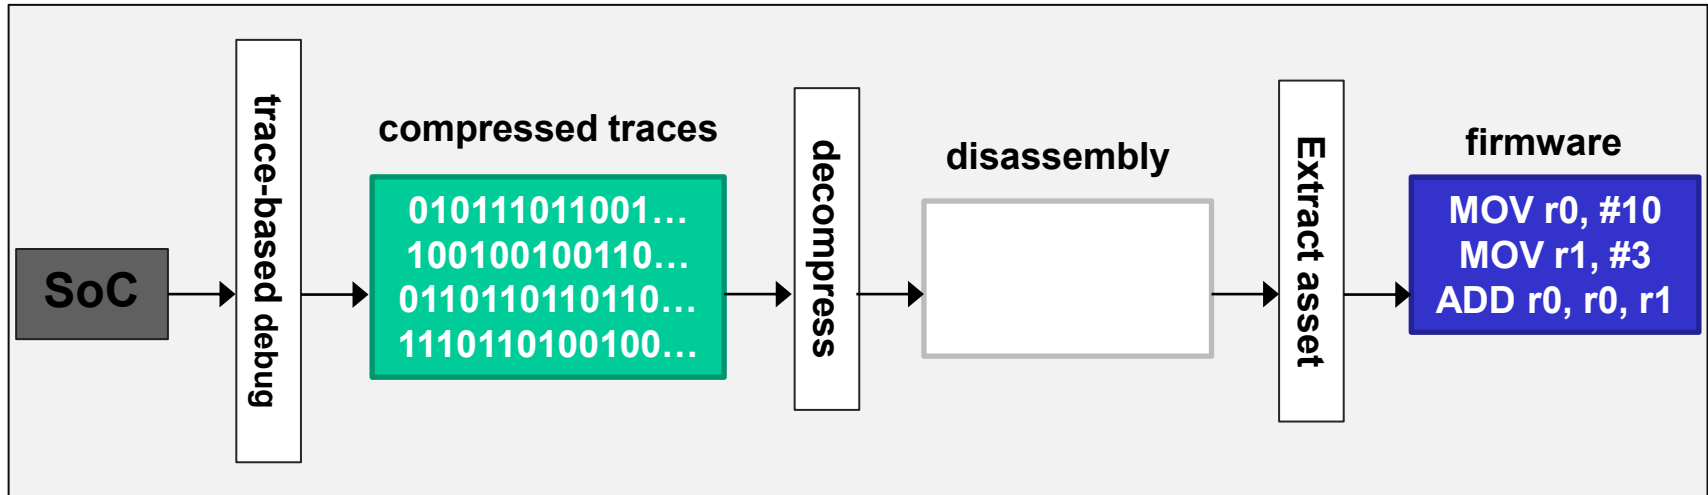 SoC
trace-based debug
compressed traces
010111011001...
100100100110...
0110110110110...
1110110100100...
decompress
disassembly
Extract asset
firmware
MOV r0, #10
MOV r1, #3
ADD r0, r0, r1